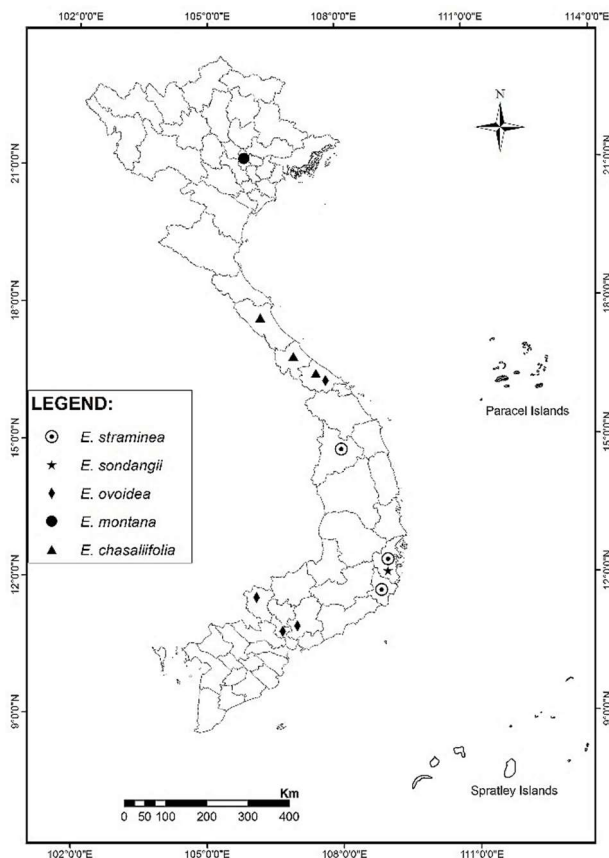 102°0'0"E 105°0'0"E 108°0'0"E 111°0'0"E 114°0'0"E
N
21°0'0"N 21°0'0"N
18°0'0"N 18°0'0"N
Paracel Islands
15°0'0"N 15°0'0"N
LEGEND:
E. straminea
E. sondangii
E. ovoidea
E. montana
E. chasaliifolia
12°0'0"N 12°0'0"N
9°0'0"N 9°0'0"N
Spratley Islands
Km
0 50 100 200 300 400
102°0'0"E 105°0'0"E 108°0'0"E 111°0'0"E